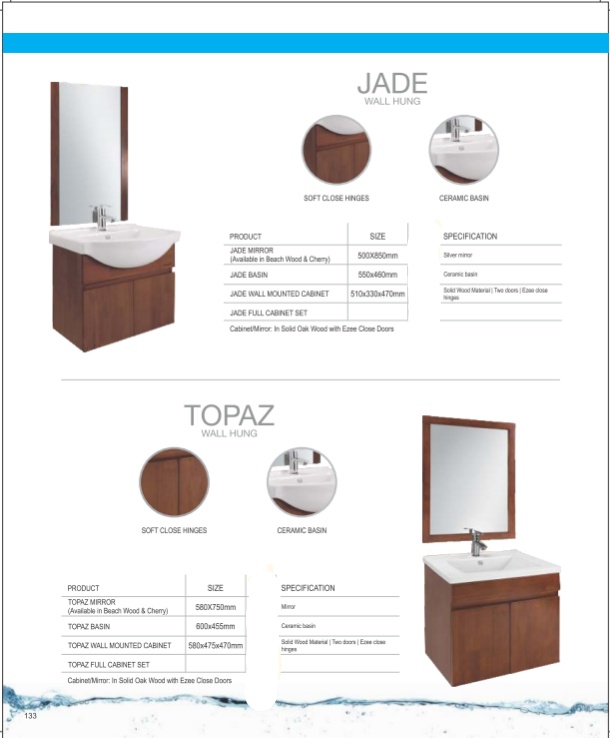 JADE
WALL HUNG
SOFT CLOSE HINGES
CERAMIC BASIN
PRODUCT SIZE SPECIFICATION
JADE MIRROR
(Available in Beach Wood & Cherry) 500X850mm Silver mirror
JADE BASIN 550x460mm Ceramic basin
JADE WALL MOUNTED CABINET 510x330x470mm Solid Wood Material | Two doors | Ezee close
hinges
JADE FULL CABINET SET
Cabinet/Mirror: In Solid Oak Wood with Ezee Close Doors
TOPAZ
WALL HUNG
SOFT CLOSE HINGES
CERAMIC BASIN
PRODUCT SIZE SPECIFICATION
TOPAZ MIRROR
(Available in Beach Wood & Cherry) 580X750mm Mirror
TOPAZ BASIN 600x455mm Ceramic basin
TOPAZ WALL MOUNTED CABINET 580x475x470mm Solid Wood Material | Two doors | Ezee close
hinges
TOPAZ FULL CABINET SET
Cabinet/Mirror: In Solid Oak Wood with Ezee Close Doors
133